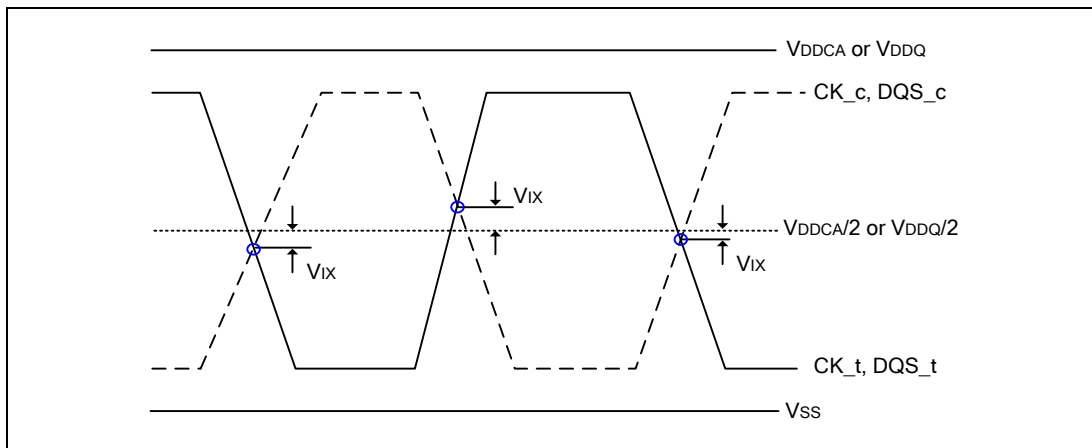 VDDCA or VDDQ
CK_c, DQS_c
VIX
VDDCA/2 or VDDQ/2
VIX
VIX
CK_t, DQS_t
VSS